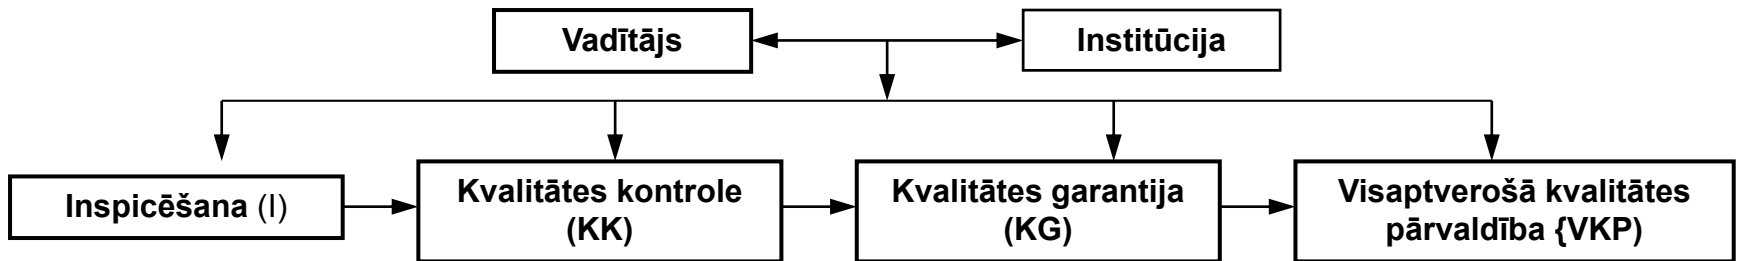 Vadītājs
Institūcija
Inspicēšana (I)
Kvalitātes kontrole
(KK)
Kvalitātes garantija
(KG)
Visaptverošā kvalitātes
pārvaldība {VKP)